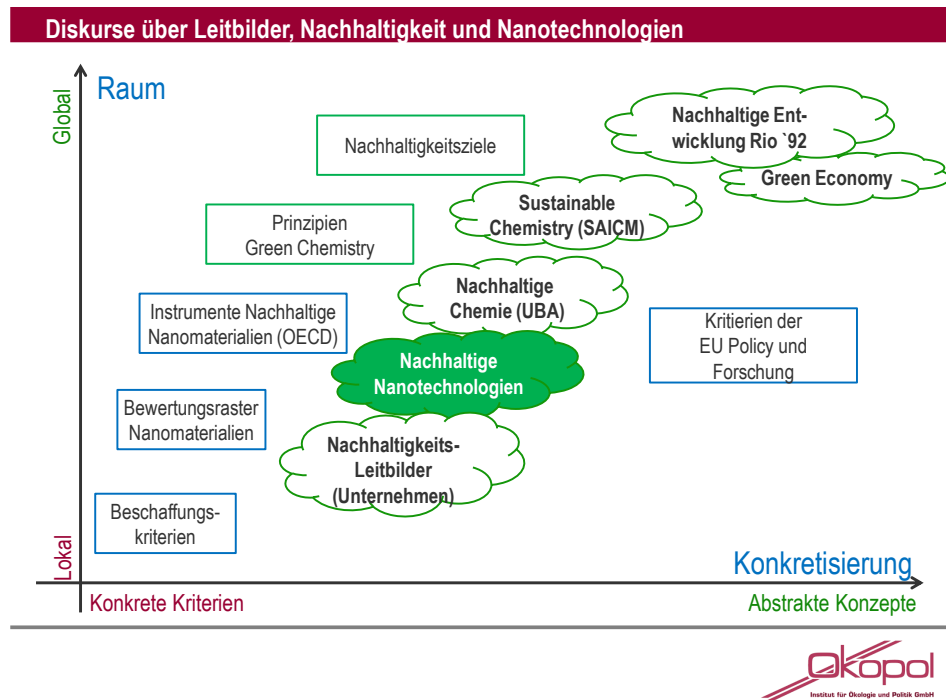 Diskurse über Leitbilder, Nachhaltigkeit und Nanotechnologien
Raum
Global
Nachhaltige Ent-
wicklung Rio `92
Green Economy
Nachhaltigkeitsziele
Sustainable
Chemistry (SAICM)
Prinzipien
Green Chemistry
Nachhaltige
Chemie (UBA)
Instrumente Nachhaltige
Nanomaterialien (OECD)
Kritierien der
EU Policy und
Forschung
Nachhaltige
Nanotechnologien
Bewertungsraster
Nanomaterialien
Nachhaltigkeits-
Leitbilder
(Unternehmen)
Beschaffungs-
kriterien
Lokal
Konkretisierung
Konkrete Kriterien
Abstrakte Konzepte
Ökopol
Institut für Ökologie und Politik GmbH